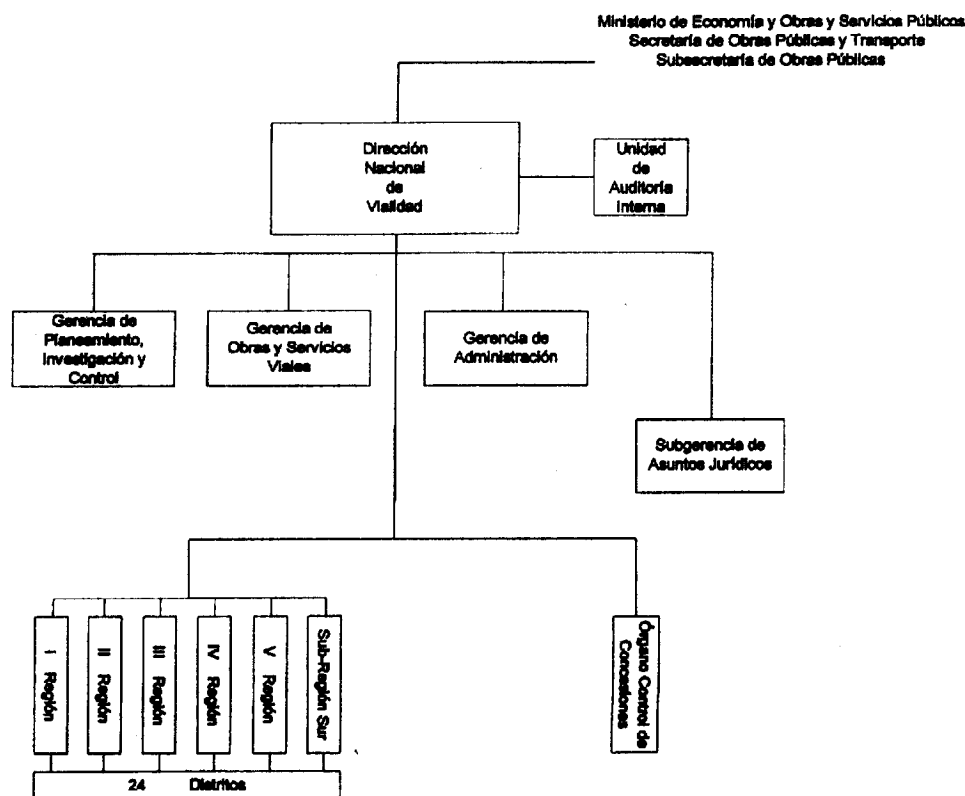 Ministerio de Economía y Obras y Servicios Públicos
Secretaría de Obras Públicas y Transporte
Subsecretaría de Obras Públicas
Dirección
Nacional
de
Vialidad
Unidad
de
Auditoría
Interna
Gerencia de
Planeamiento,
Investigación y
Control
Gerencia de
Obras y Servicios
Viales
Gerencia de
Administración
Subgerencia de
Asuntos Jurídicos
I Región
II Región
III Región
IV Región
V Región
Sub-Región Sur
Órgano Control de
Concesiones
24 Distritos